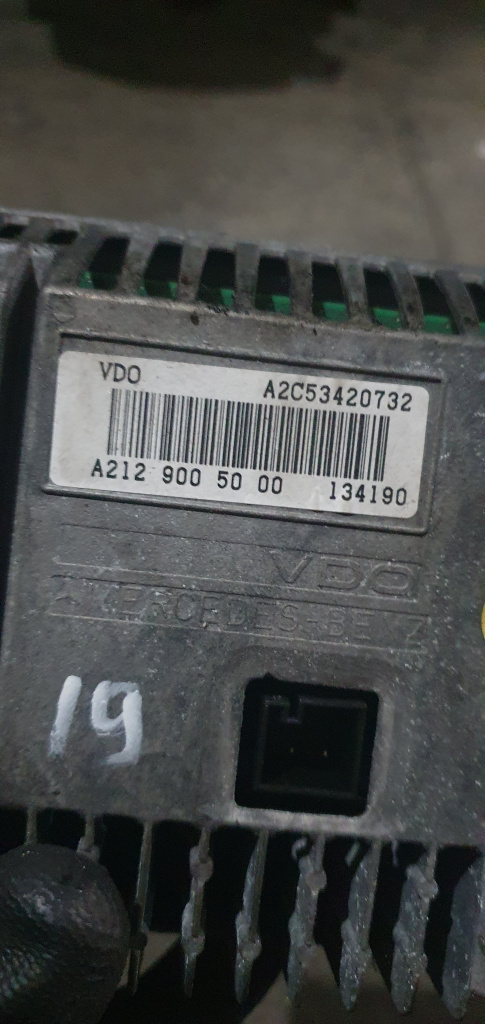 VDO A2C53420732
A212 900 50 00 134190
VDO
MERCEDES-BENZ
19